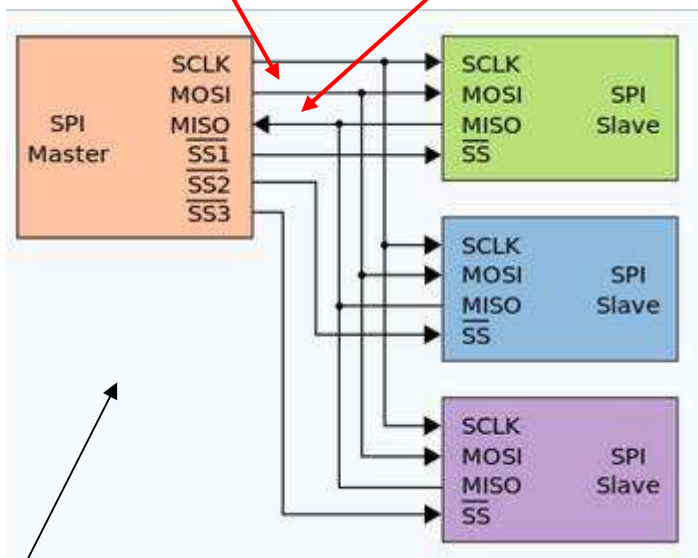 SPI
Master
SCLK
MOSI
MISO
SS1
SS2
SS3
SCLK
MOSI
MISO
SS
SPI
Slave
SCLK
MOSI
MISO
SS
SPI
Slave
SCLK
MOSI
MISO
SS
SPI
Slave